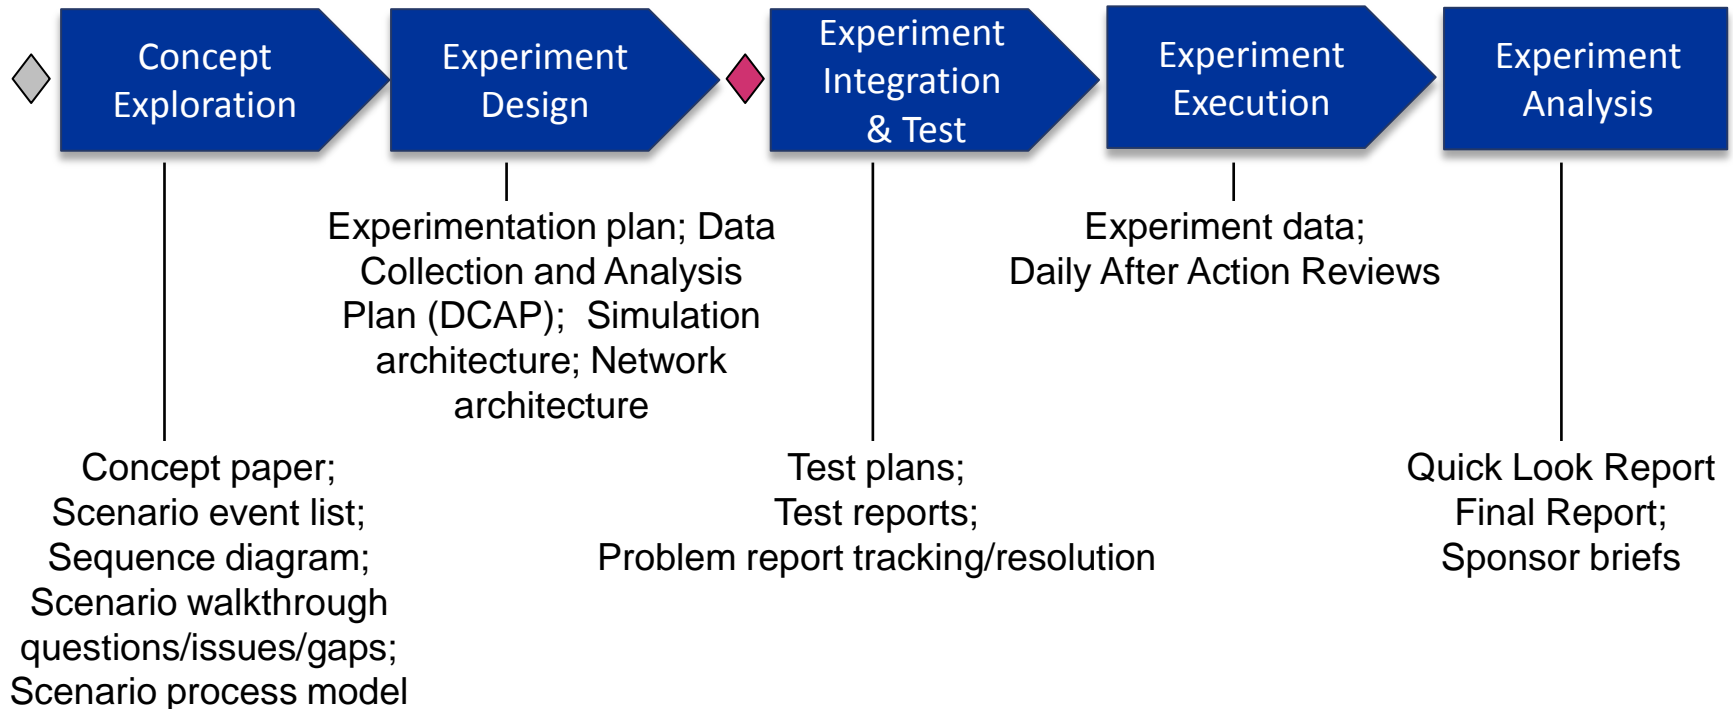 Concept
Exploration
Experiment
Design
Experiment
Integration
& Test
Experiment
Execution
Experiment
Analysis
Experimentation plan; Data
Collection and Analysis
Plan (DCAP);  Simulation
architecture; Network
architecture
Experiment data;
Daily After Action Reviews
Concept paper;
Scenario event list;
Sequence diagram;
Scenario walkthrough
questions/issues/gaps;
Scenario process model
Test plans;
Test reports;
Problem report tracking/resolution
Quick Look Report
Final Report;
Sponsor briefs